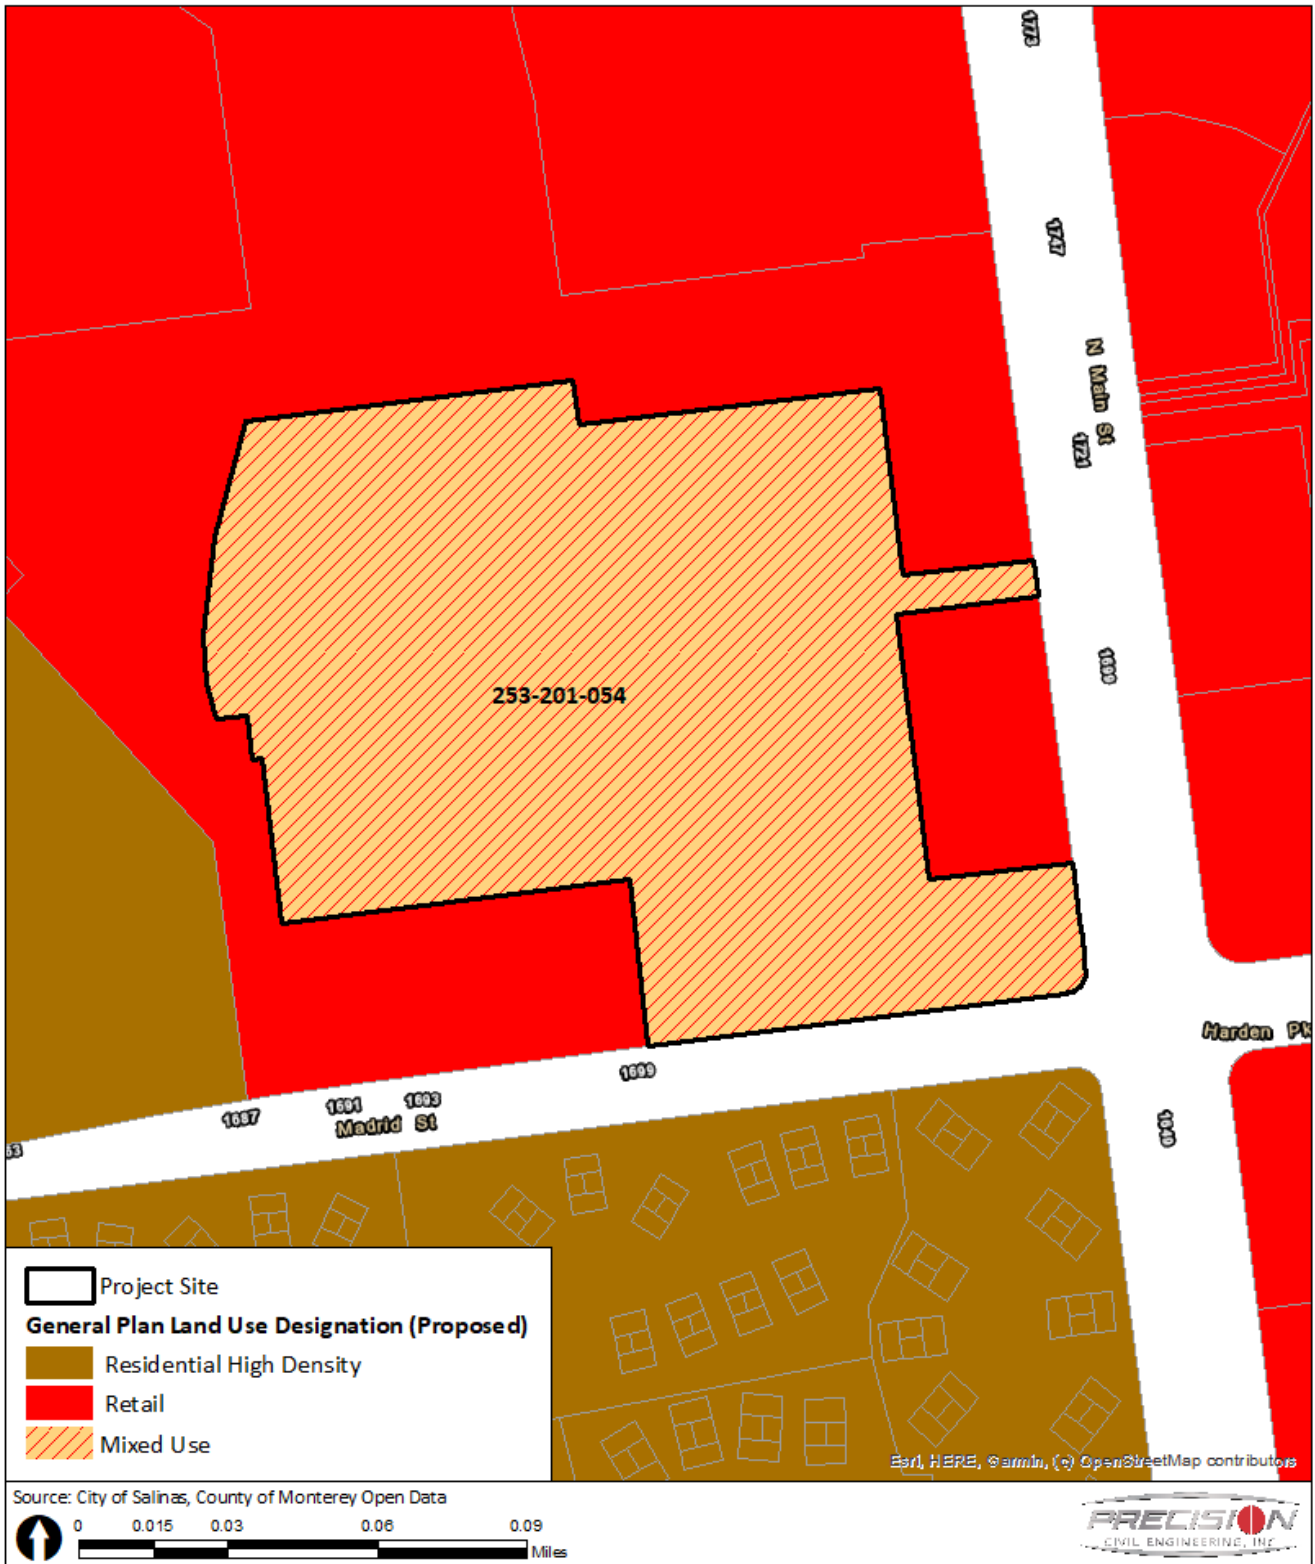 1773
1747
N Main St
1721
1699
253-201-054
Harden Pk
1699
1693
1691
Madrid St
1687
1649
53
Project Site
General Plan Land Use Designation (Proposed)
Residential High Density
Retail
Mixed Use
Esri, HERE, Garmin, (c) OpenStreetMap contributors
Source: City of Salinas, County of Monterey Open Data
0 0.015 0.03 0.06 0.09
Miles
PRECISION
CIVIL ENGINEERING, INC